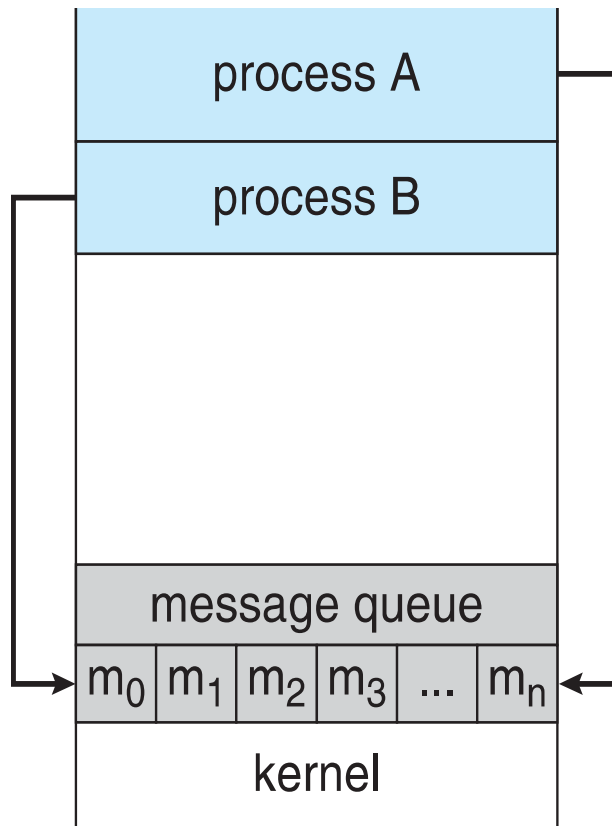 process A
process B
message queue
m₀ m₁ m₂ m₃ ... mₙ
kernel